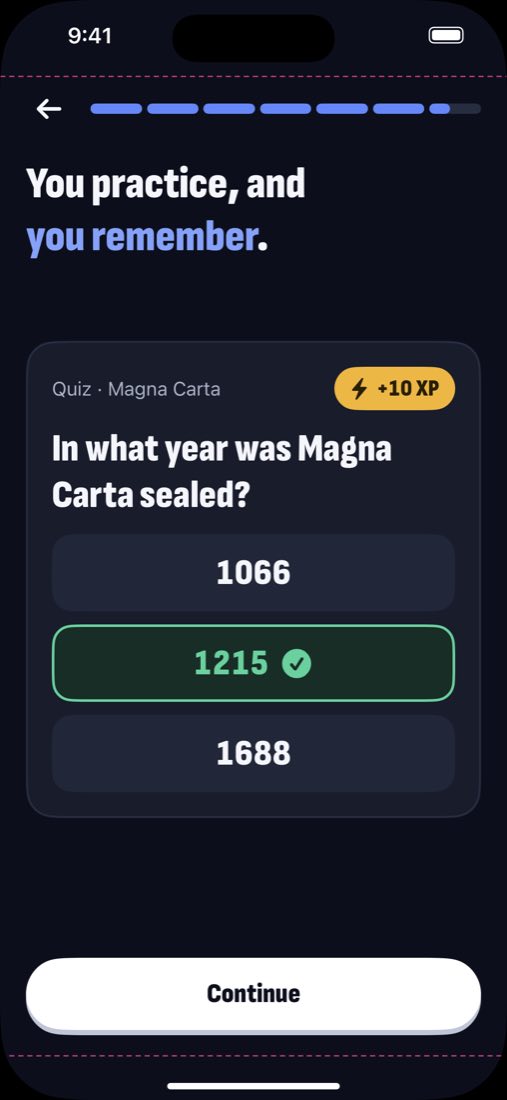 9:41
You practice, and
you remember.
Quiz · Magna Carta
+10 XP
In what year was Magna
Carta sealed?
1066
1215
1688
Continue